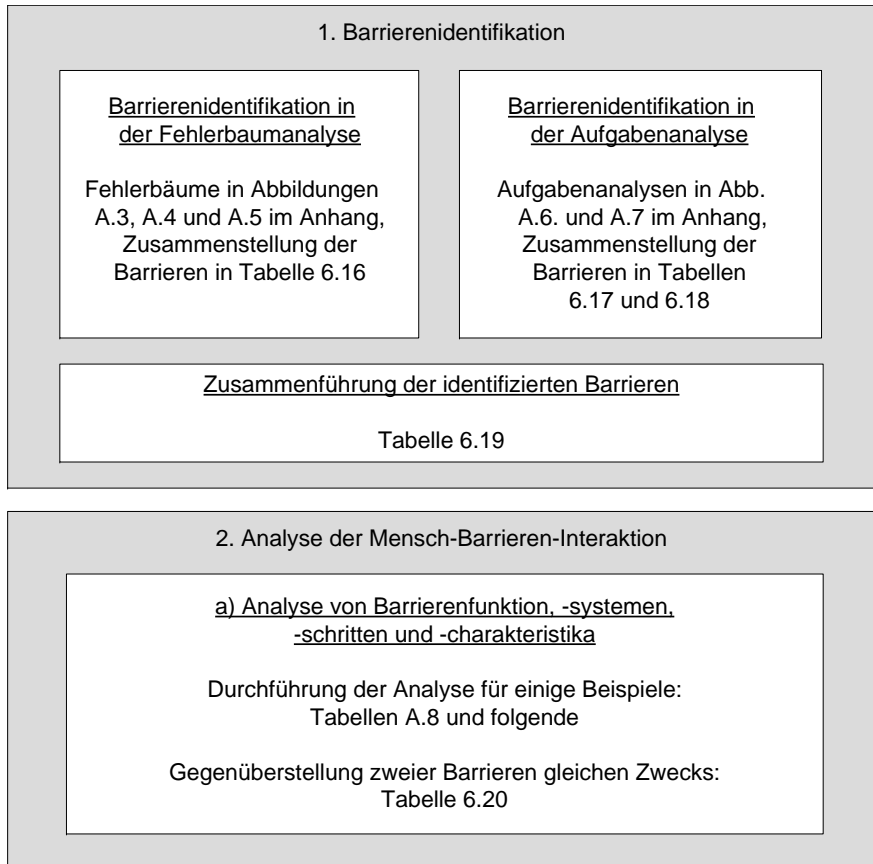 1. Barrierenidentifikation
Barrierenidentifikation in
der Fehlerbaumanalyse
Fehlerbäume in Abbildungen
A.3, A.4 und A.5 im Anhang,
Zusammenstellung der
Barrieren in Tabelle 6.16
Barrierenidentifikation in
der Aufgabenanalyse
Aufgabenanalysen in Abb.
A.6. und A.7 im Anhang,
Zusammenstellung der
Barrieren in Tabellen
6.17 und 6.18
Zusammenführung der identifizierten Barrieren
Tabelle 6.19
2. Analyse der Mensch-Barrieren-Interaktion
a) Analyse von Barrierenfunktion, -systemen,
-schritten und -charakteristika
Durchführung der Analyse für einige Beispiele:
Tabellen A.8 und folgende
Gegenüberstellung zweier Barrieren gleichen Zwecks:
Tabelle 6.20